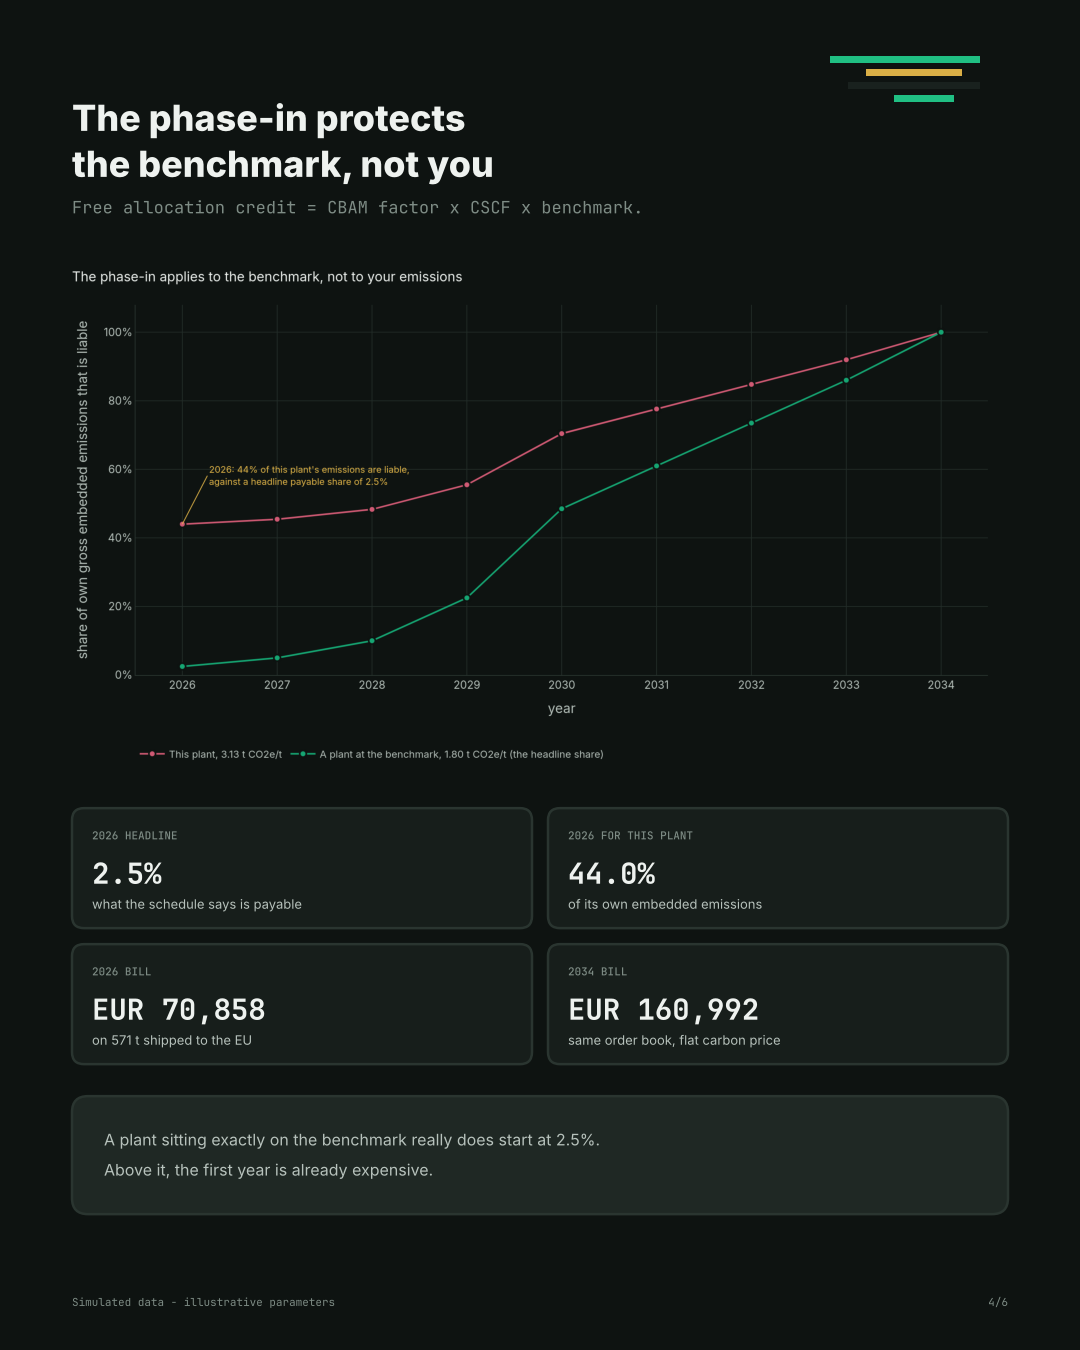 The phase-in protects
the benchmark, not you
Free allocation credit = CBAM factor x CSCF x benchmark.
The phase-in applies to the benchmark, not to your emissions
share of own gross embedded emissions that is liable
100%
80%
60%
40%
20%
0%
2026: 44% of this plant's emissions are liable,
against a headline payable share of 2.5%
2026 2027 2028 2029 2030 2031 2032 2033 2034
year
This plant, 3.13 t CO2e/t A plant at the benchmark, 1.80 t CO2e/t (the headline share)
2026 HEADLINE
2.5%
what the schedule says is payable
2026 FOR THIS PLANT
44.0%
of its own embedded emissions
2026 BILL
EUR 70,858
on 571 t shipped to the EU
2034 BILL
EUR 160,992
same order book, flat carbon price
A plant sitting exactly on the benchmark really does start at 2.5%.
Above it, the first year is already expensive.
Simulated data - illustrative parameters
4/6